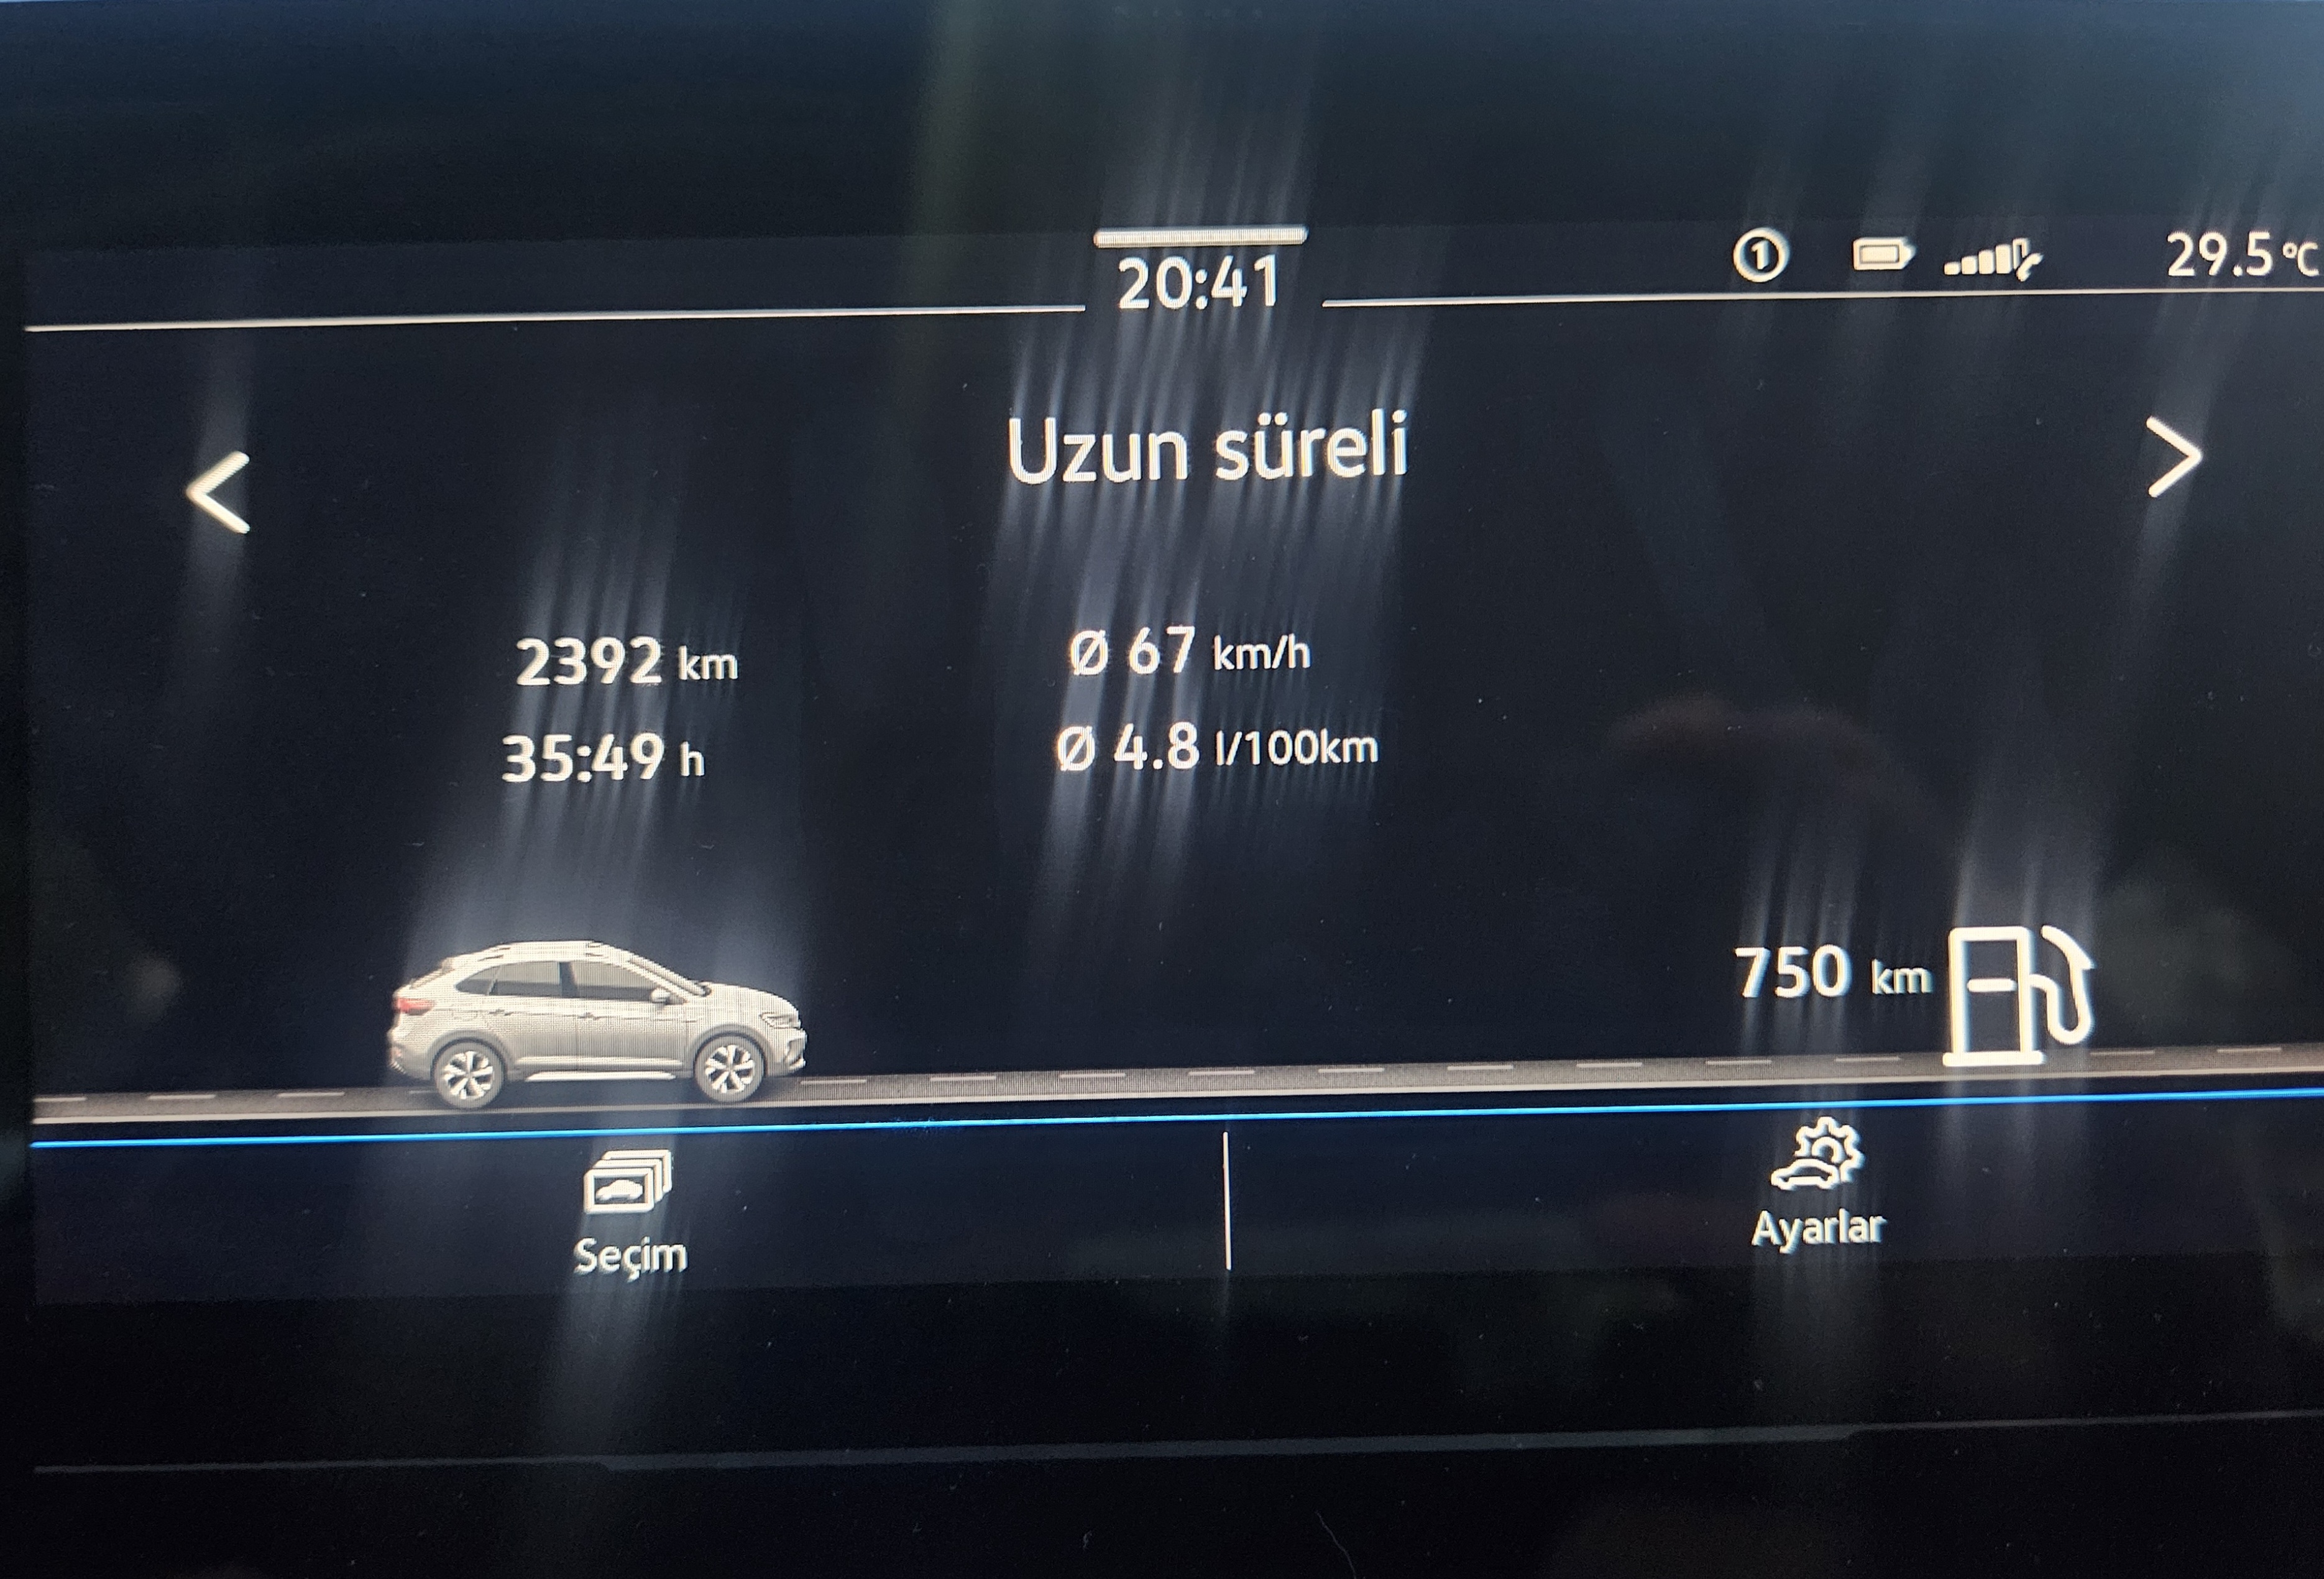 20:41
1
29.5 °C
Uzun süreli
2392 km
Ø 67 km/h
35:49 h
Ø 4.8 l/100km
750 km
Seçim
Ayarlar